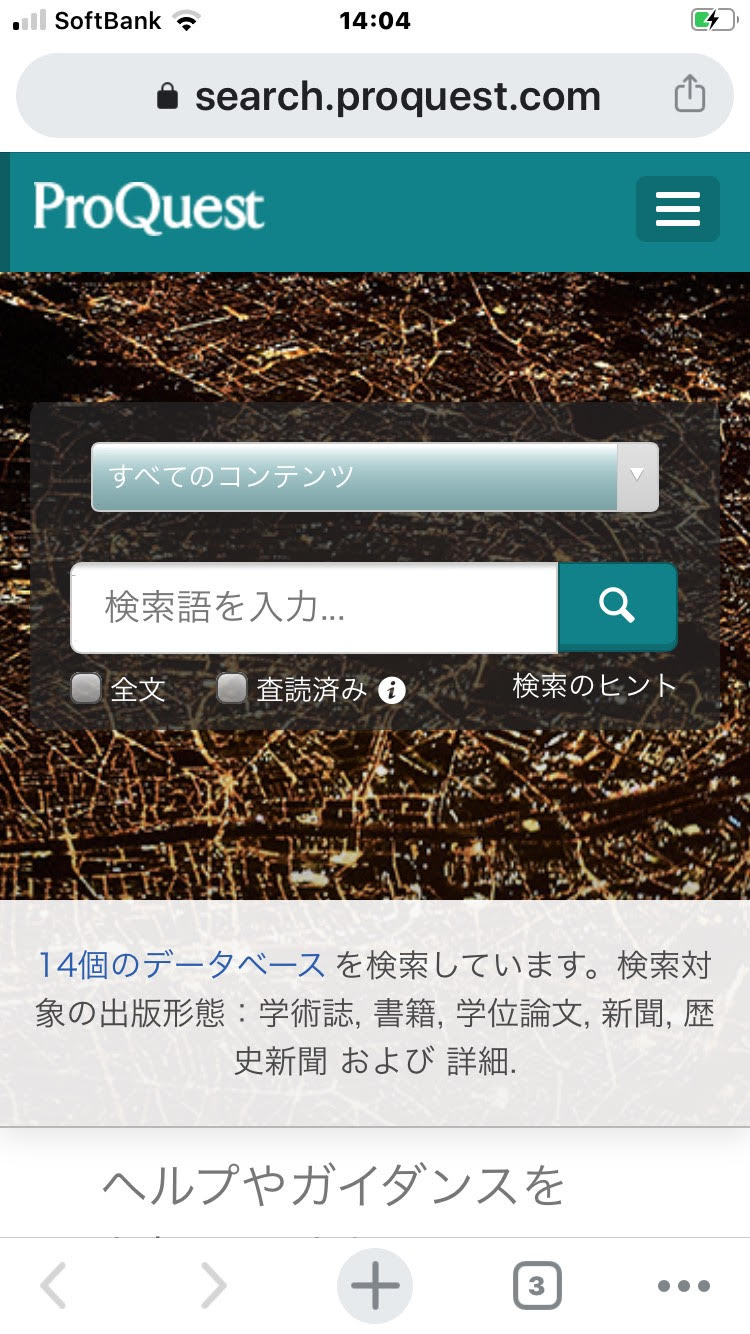 SoftBank 14:04
search.proquest.com
ProQuest
すべてのコンテンツ
検索語を入力...
全文 査読済み i 検索のヒント
14個のデータベース を検索しています。検索対
象の出版形態：学術誌, 書籍, 学位論文, 新聞, 歴
史新聞 および 詳細.
ヘルプやガイダンスを
3